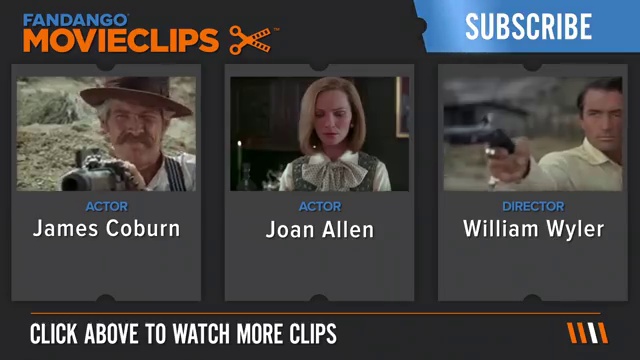 FANDANGO
MOVIECLIPS
SUBSCRIBE
ACTOR
James Coburn
ACTOR
Joan Allen
DIRECTOR
William Wyler
CLICK ABOVE TO WATCH MORE CLIPS